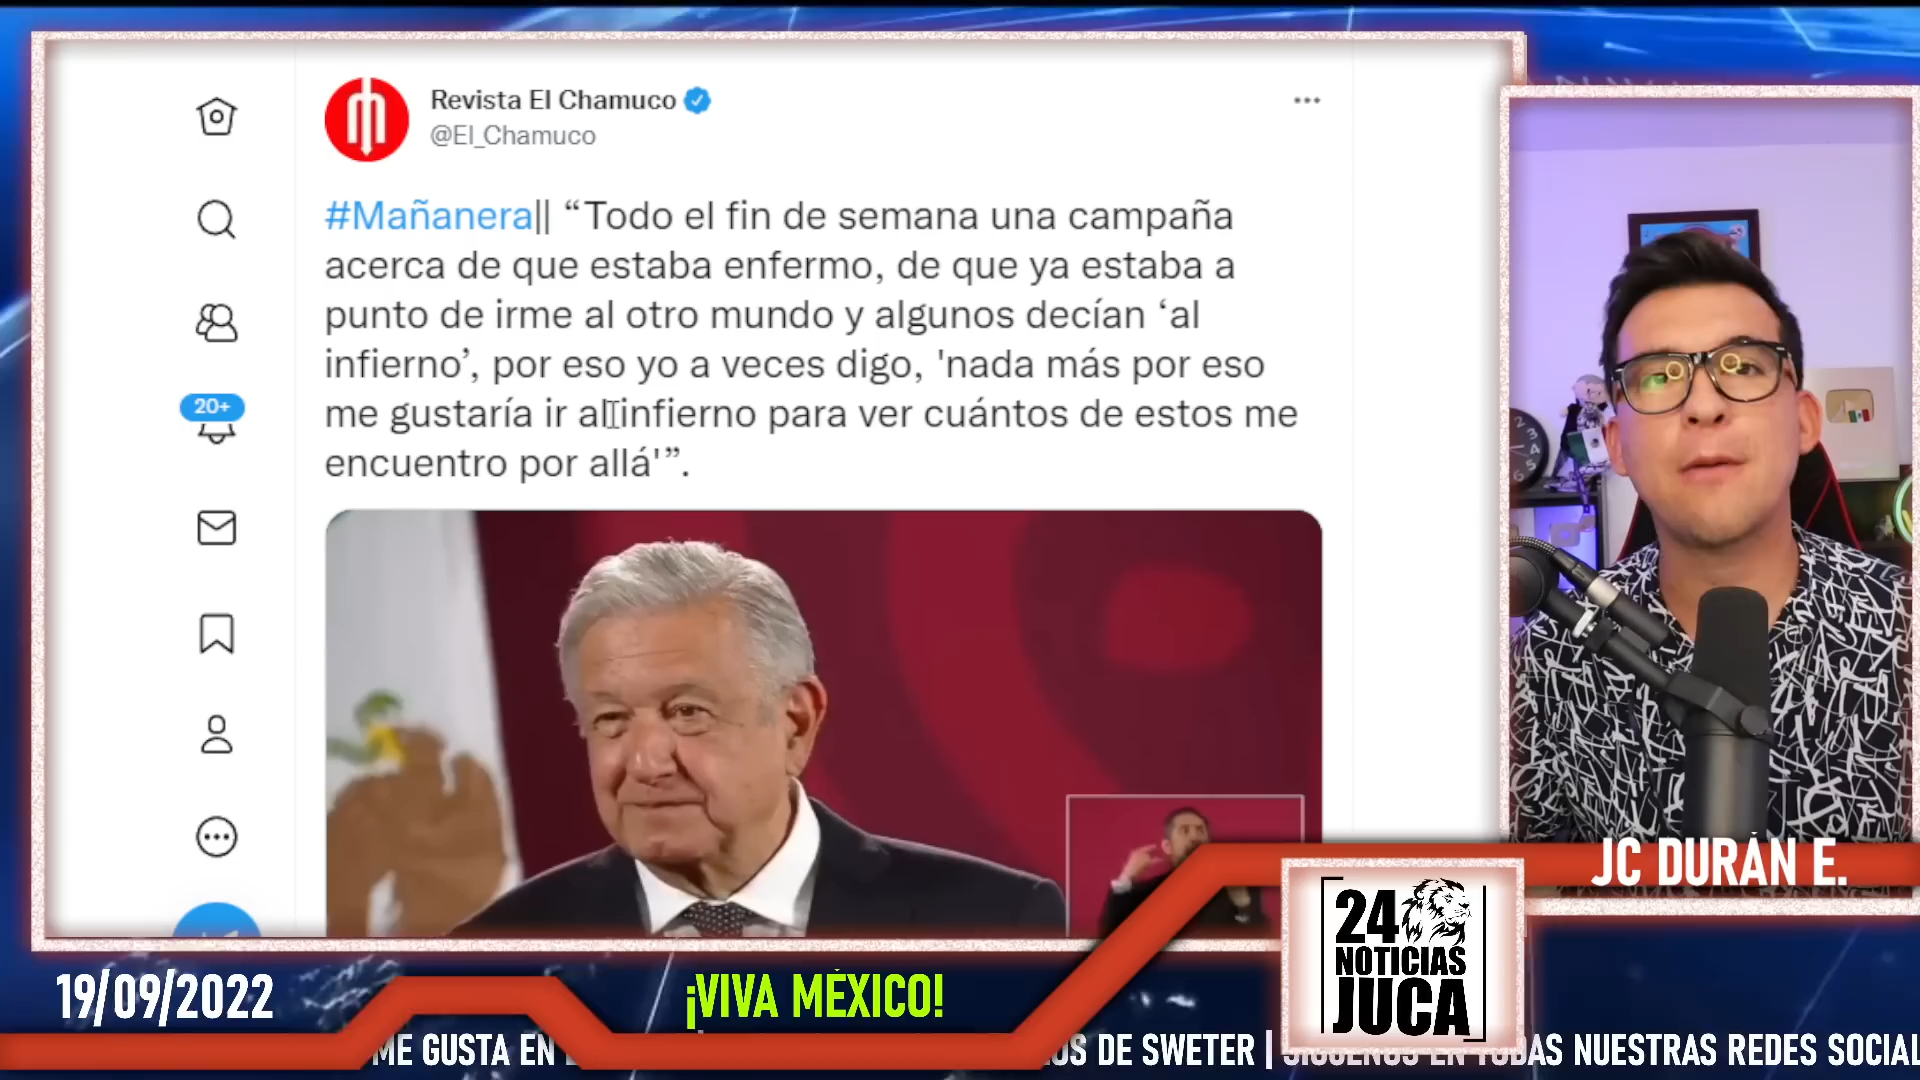 Revista El Chamuco
@El_Chamuco
#Mañanera|| “Todo el fin de semana una campaña
acerca de que estaba enfermo, de que ya estaba a
punto de irme al otro mundo y algunos decían ‘al
infierno’, por eso yo a veces digo, 'nada más por eso
me gustaría ir al infierno para ver cuántos de estos me
encuentro por allá'”.
20+
JC DURÁN E.
24
NOTICIAS
JUCA
19/09/2022
¡VIVA MÉXICO!
ME GUSTA EN
DE SWETER | SÍGUENOS EN TODAS NUESTRAS REDES SOCIAL